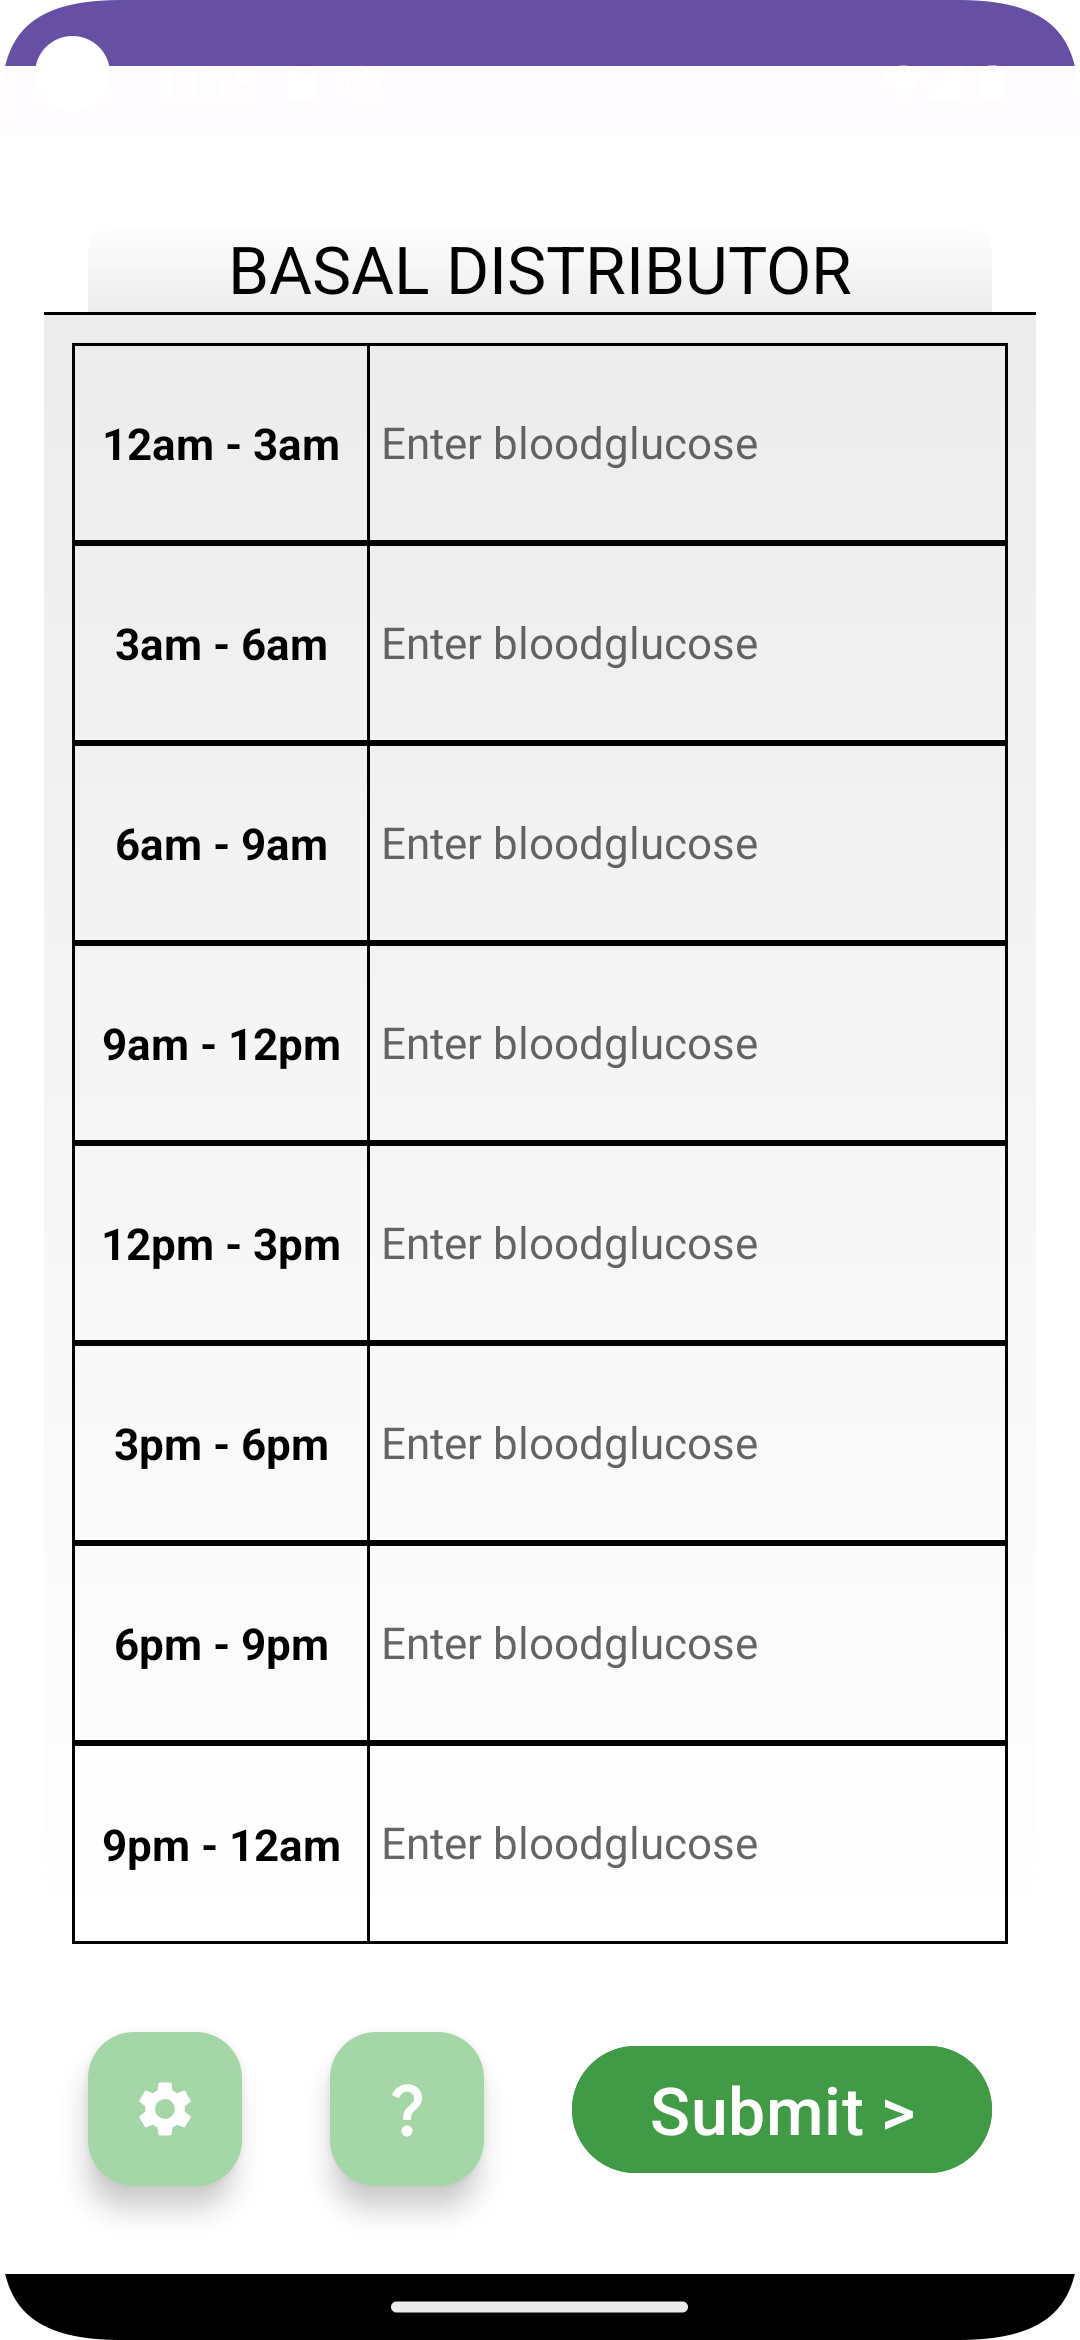 BASAL DISTRIBUTOR
12am - 3am Enter bloodglucose
3am - 6am Enter bloodglucose
6am - 9am Enter bloodglucose
9am - 12pm Enter bloodglucose
12pm - 3pm Enter bloodglucose
3pm - 6pm Enter bloodglucose
6pm - 9pm Enter bloodglucose
9pm - 12am Enter bloodglucose
? Submit >